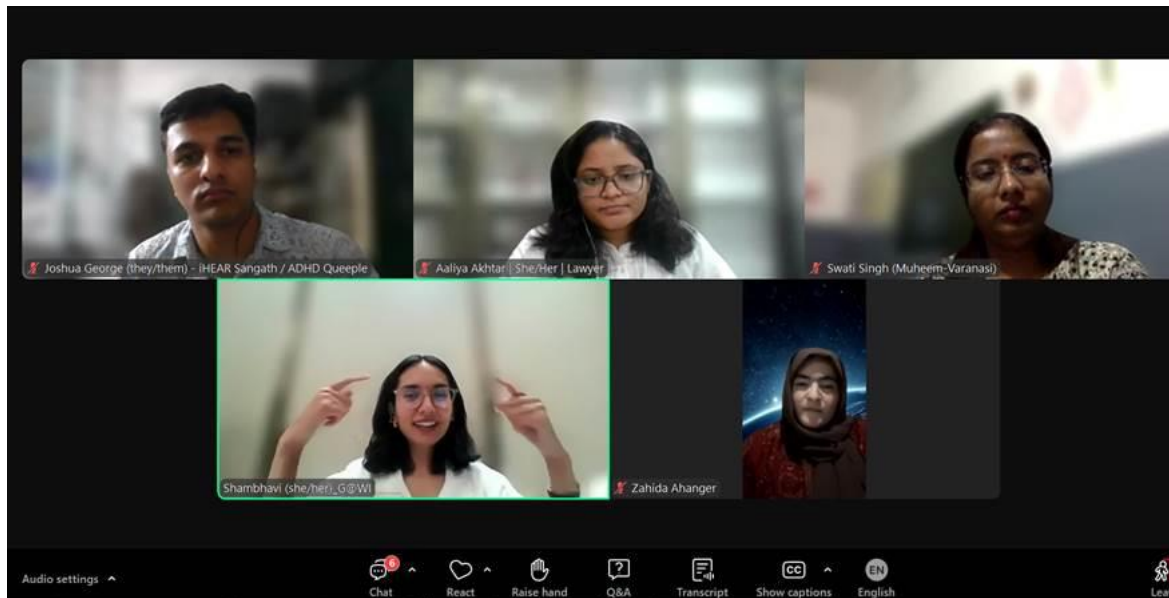 Joshua George (they/them) - iHEAR Sangath / ADHD Queeple
Aaliya Akhtar | She/Her | Lawyer
Swati Singh (Muheem-Varanasi)
Shambhavi (she/her)_G@WI
Zahida Ahanger
Audio settings
6
Chat
React
Raise hand
Q&A
Transcript
CC
Show captions
EN
English
Lea